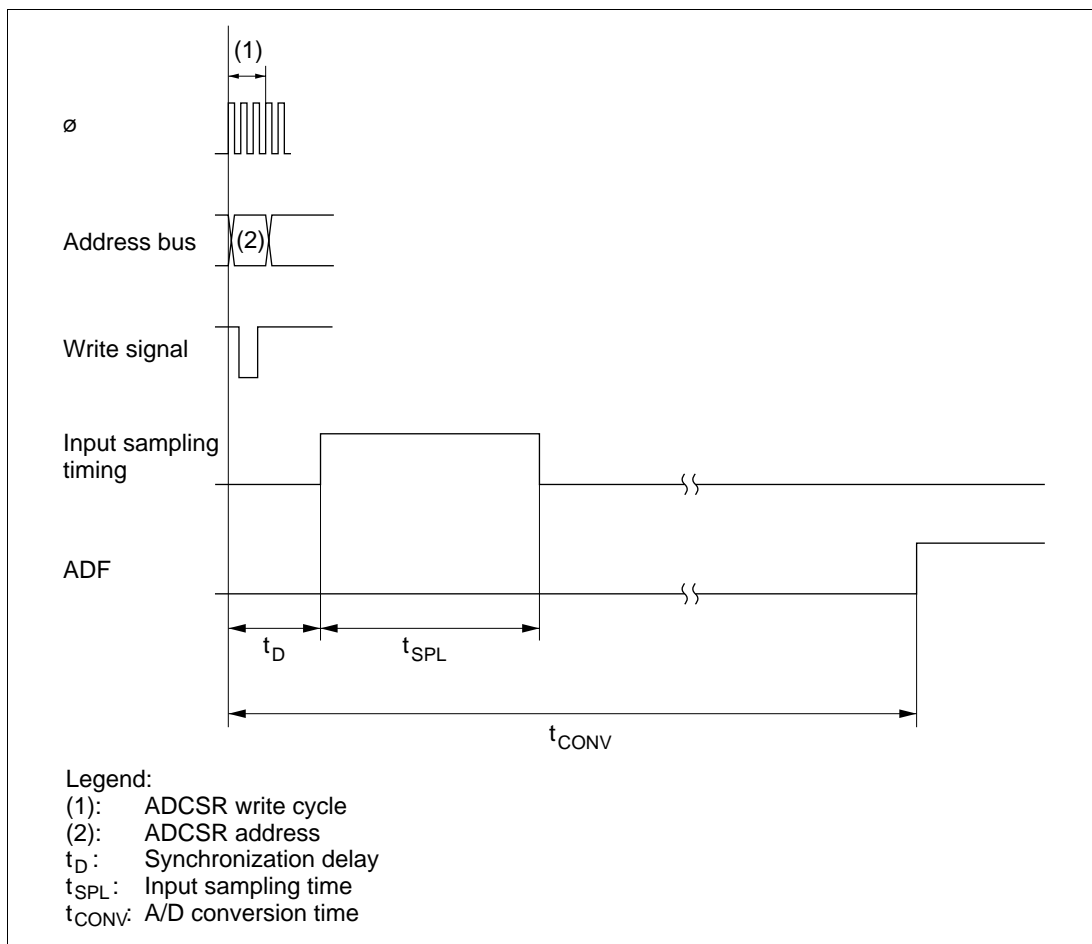 (1)
ø
Address bus
(2)
Write signal
Input sampling
timing
ADF
tD
tSPL
tCONV
Legend:
(1): ADCSR write cycle
(2): ADCSR address
tD: Synchronization delay
tSPL: Input sampling time
tCONV: A/D conversion time